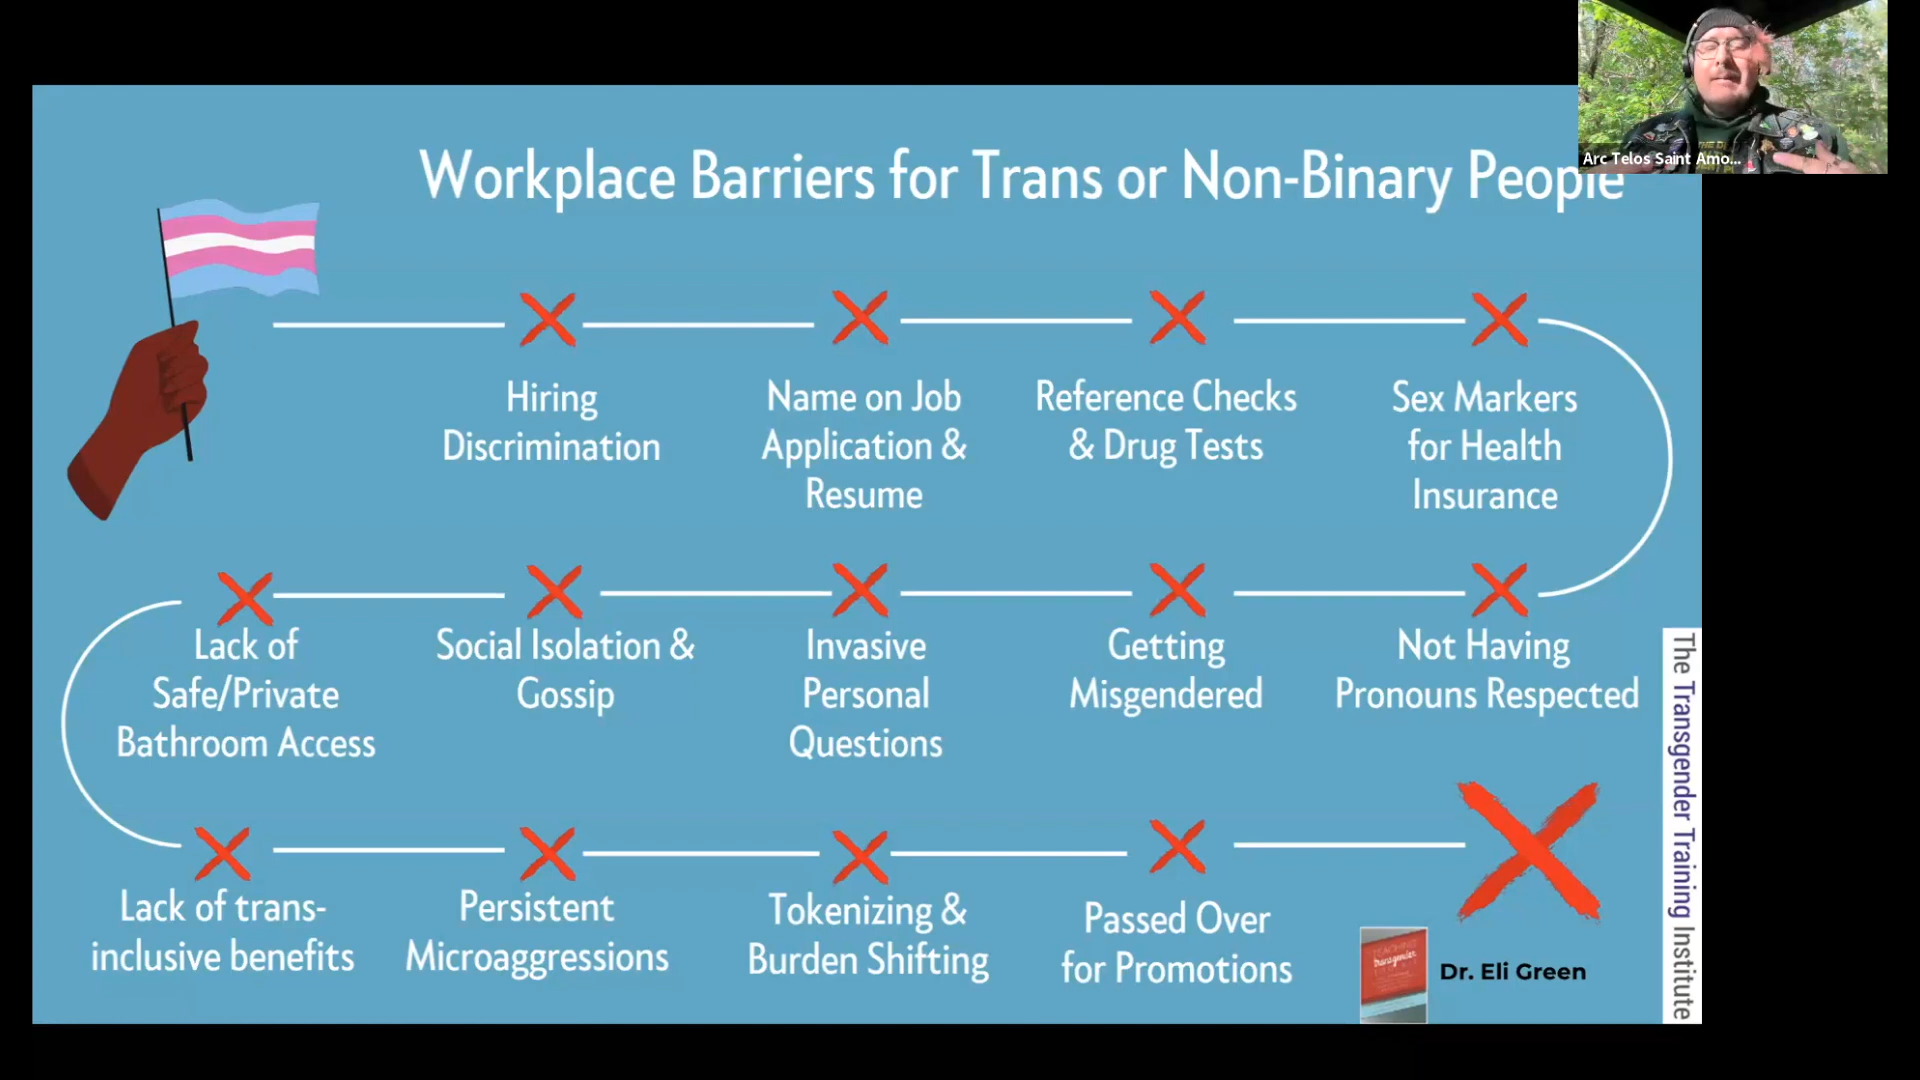 Arc Telos Saint Amo...
Workplace Barriers for Trans or Non-Binary People
Hiring
Discrimination
Name on Job
Application &
Resume
Reference Checks
& Drug Tests
Sex Markers
for Health
Insurance
Lack of
Safe/Private
Bathroom Access
Social Isolation &
Gossip
Invasive
Personal
Questions
Getting
Misgendered
Not Having
Pronouns Respected
Lack of trans-
inclusive benefits
Persistent
Microaggressions
Tokenizing &
Burden Shifting
Passed Over
for Promotions
TEACHING
transgender
Dr. Eli Green
The Transgender Training Institute